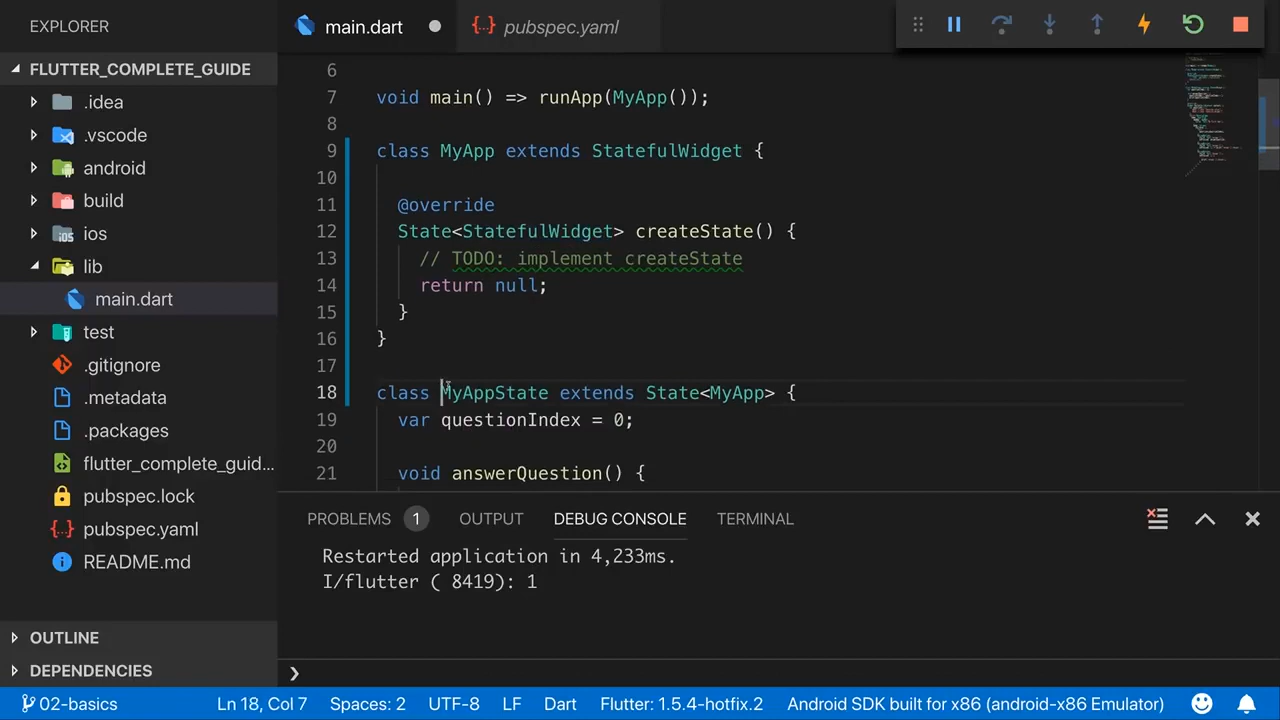 EXPLORER
main.dart
pubspec.yaml
FLUTTER_COMPLETE_GUIDE
.idea
.vscode
android
build
ios
lib
main.dart
test
.gitignore
.metadata
.packages
flutter_complete_guid...
pubspec.lock
pubspec.yaml
README.md
OUTLINE
DEPENDENCIES
6
7 void main() => runApp(MyApp());
8
9 class MyApp extends StatefulWidget {
10
11 @override
12 State<StatefulWidget> createState() {
13 // TODO: implement createState
14 return null;
15 }
16 }
17
18 class MyAppState extends State<MyApp> {
19 var questionIndex = 0;
20
21 void answerQuestion() {
PROBLEMS 1 OUTPUT DEBUG CONSOLE TERMINAL
Restarted application in 4,233ms.
I/flutter ( 8419): 1
02-basics Ln 18, Col 7 Spaces: 2 UTF-8 LF Dart Flutter: 1.5.4-hotfix.2 Android SDK built for x86 (android-x86 Emulator)